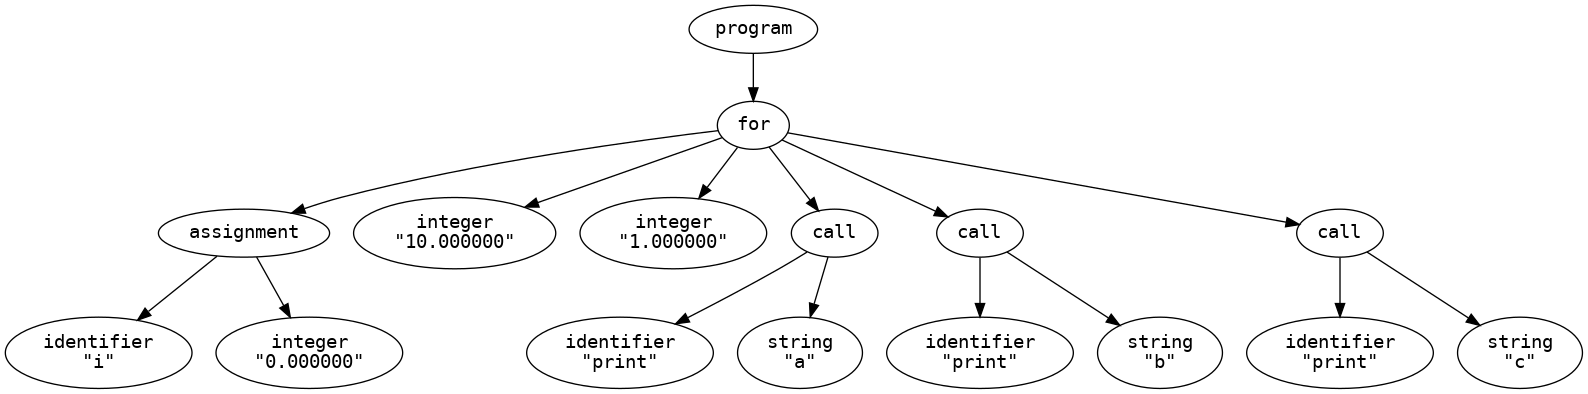 program
for
assignment
integer
"10.000000"
integer
"1.000000"
call
call
call
identifier
"i"
integer
"0.000000"
identifier
"print"
string
"a"
identifier
"print"
string
"b"
identifier
"print"
string
"c"